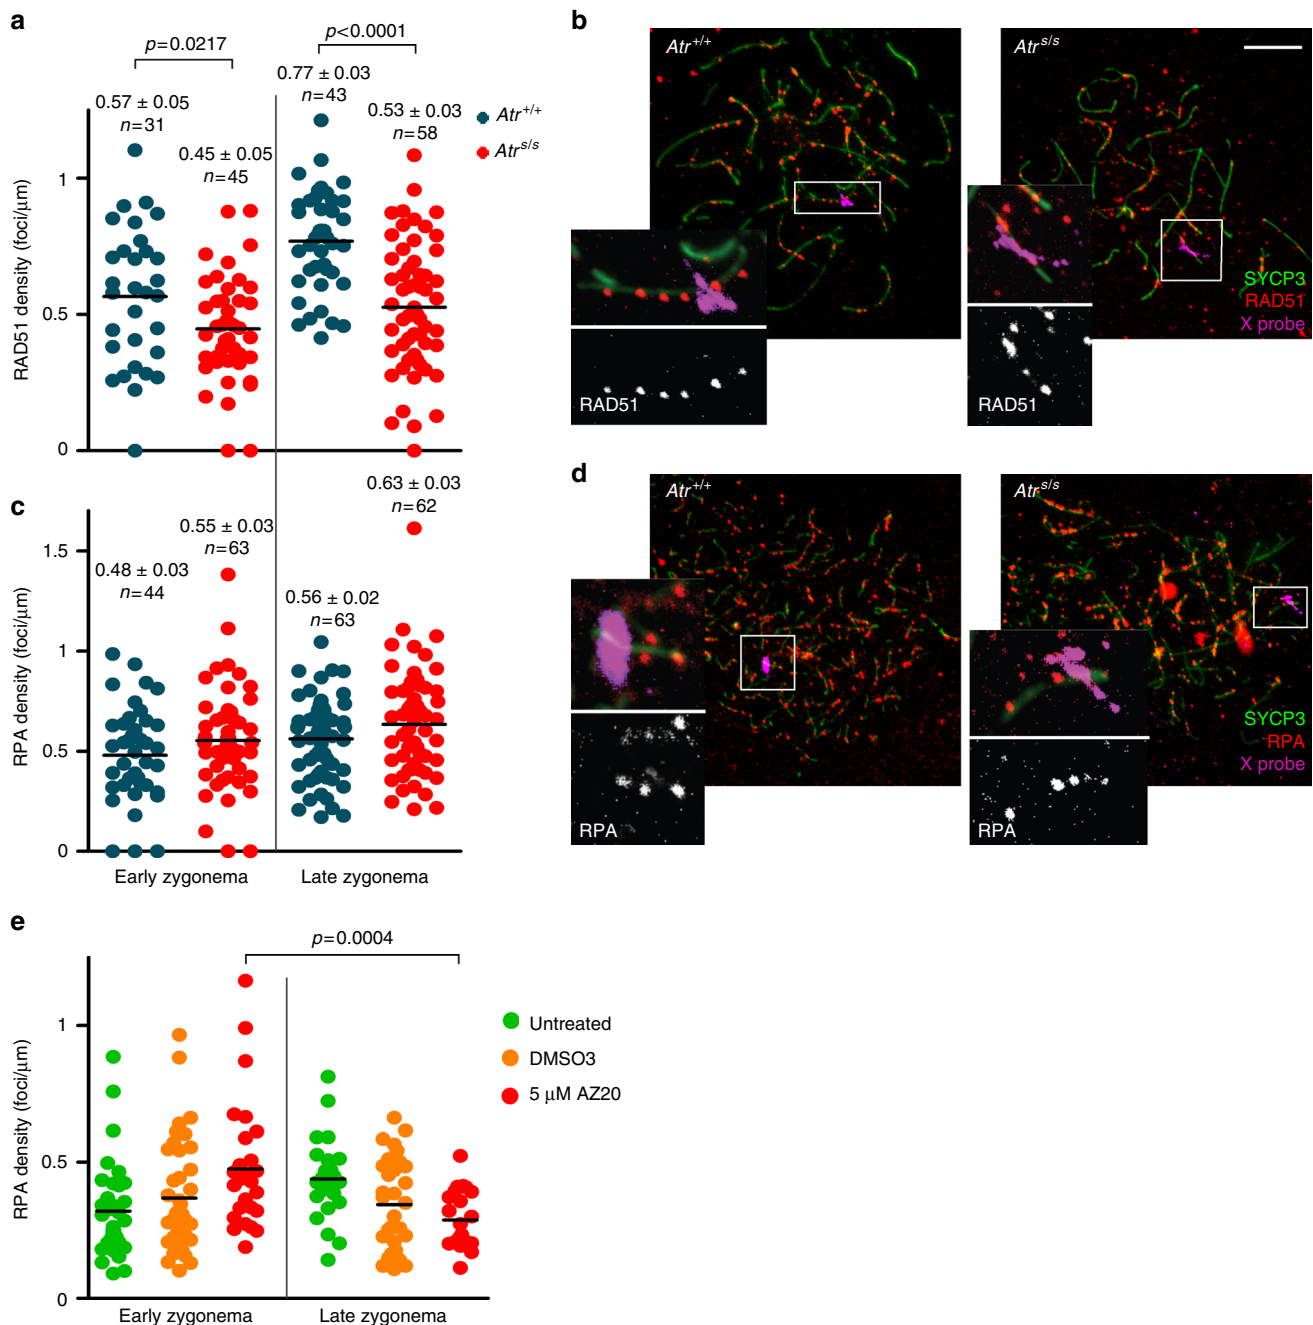 a
p=0.0217
p<0.0001
0.57 ± 0.05
n=31
0.45 ± 0.05
n=45
0.77 ± 0.03
n=43
0.53 ± 0.03
n=58
Atr+/+
Atrs/s
RAD51 density (foci/μm)
1
0.5
0
b
Atr+/+
Atrs/s
RAD51
RAD51
SYCP3
RAD51
X probe
c
0.48 ± 0.03
n=44
0.55 ± 0.03
n=63
0.56 ± 0.02
n=63
0.63 ± 0.03
n=62
RPA density (foci/μm)
1.5
1
0.5
0
Early zygonema
Late zygonema
d
Atr+/+
Atrs/s
RPA
RPA
SYCP3
RPA
X probe
e
p=0.0004
RPA density (foci/μm)
1
0.5
0
Early zygonema
Late zygonema
Untreated
DMSO3
5 μM AZ20